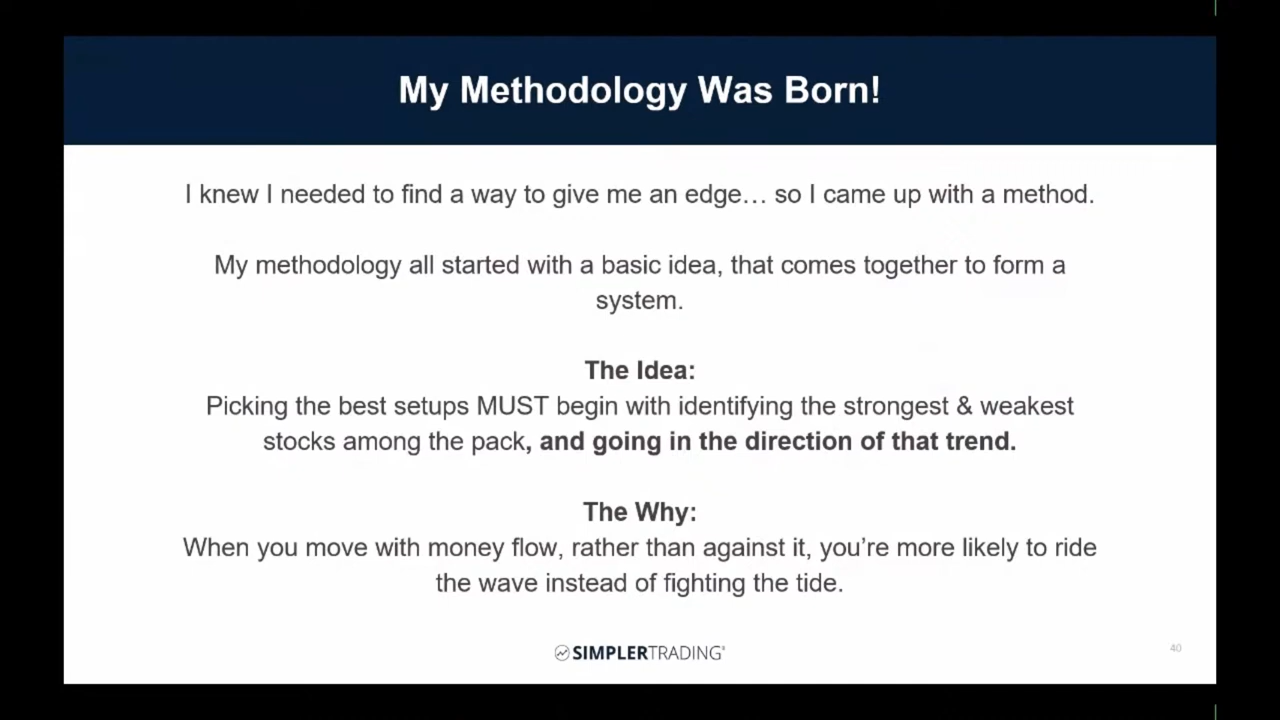 My Methodology Was Born!
I knew I needed to find a way to give me an edge… so I came up with a method.
My methodology all started with a basic idea, that comes together to form a
system.
The Idea:
Picking the best setups MUST begin with identifying the strongest & weakest
stocks among the pack, and going in the direction of that trend.
The Why:
When you move with money flow, rather than against it, you’re more likely to ride
the wave instead of fighting the tide.
SIMPLERTRADING®
40